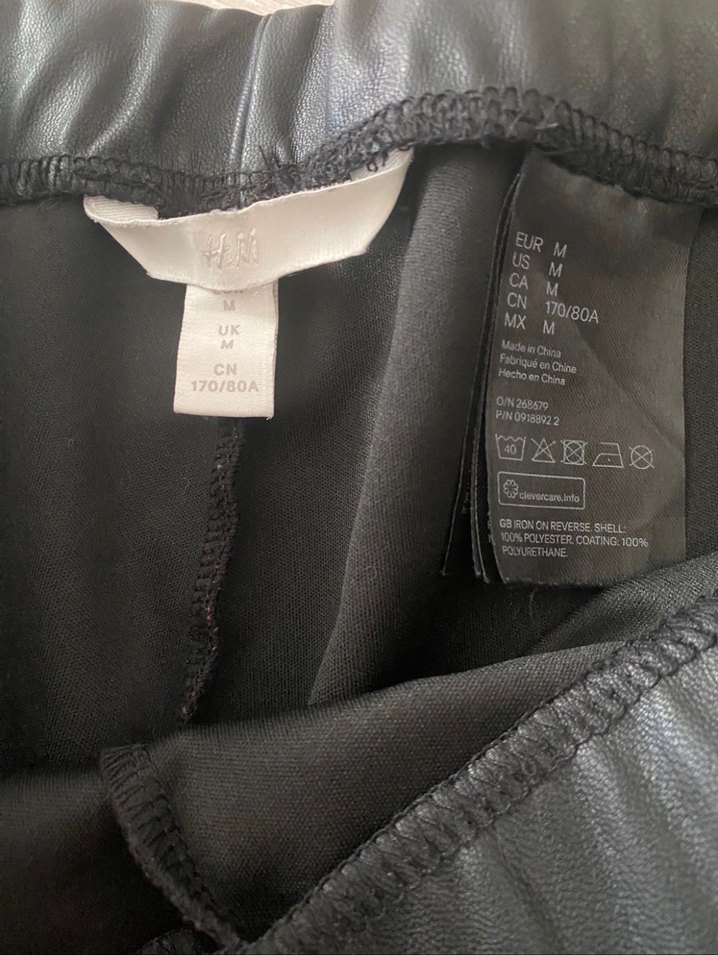 H&M
M
UK
M
CN
170/80A
EUR M
US M
CA M
CN 170/80A
MX M
Made in China
Fabriqué en Chine
Hecho en China
O/N 268679
P/N 0918892 2
40
clevercare.info
GB IRON ON REVERSE. SHELL:
100% POLYESTER. COATING: 100%
POLYURETHANE.